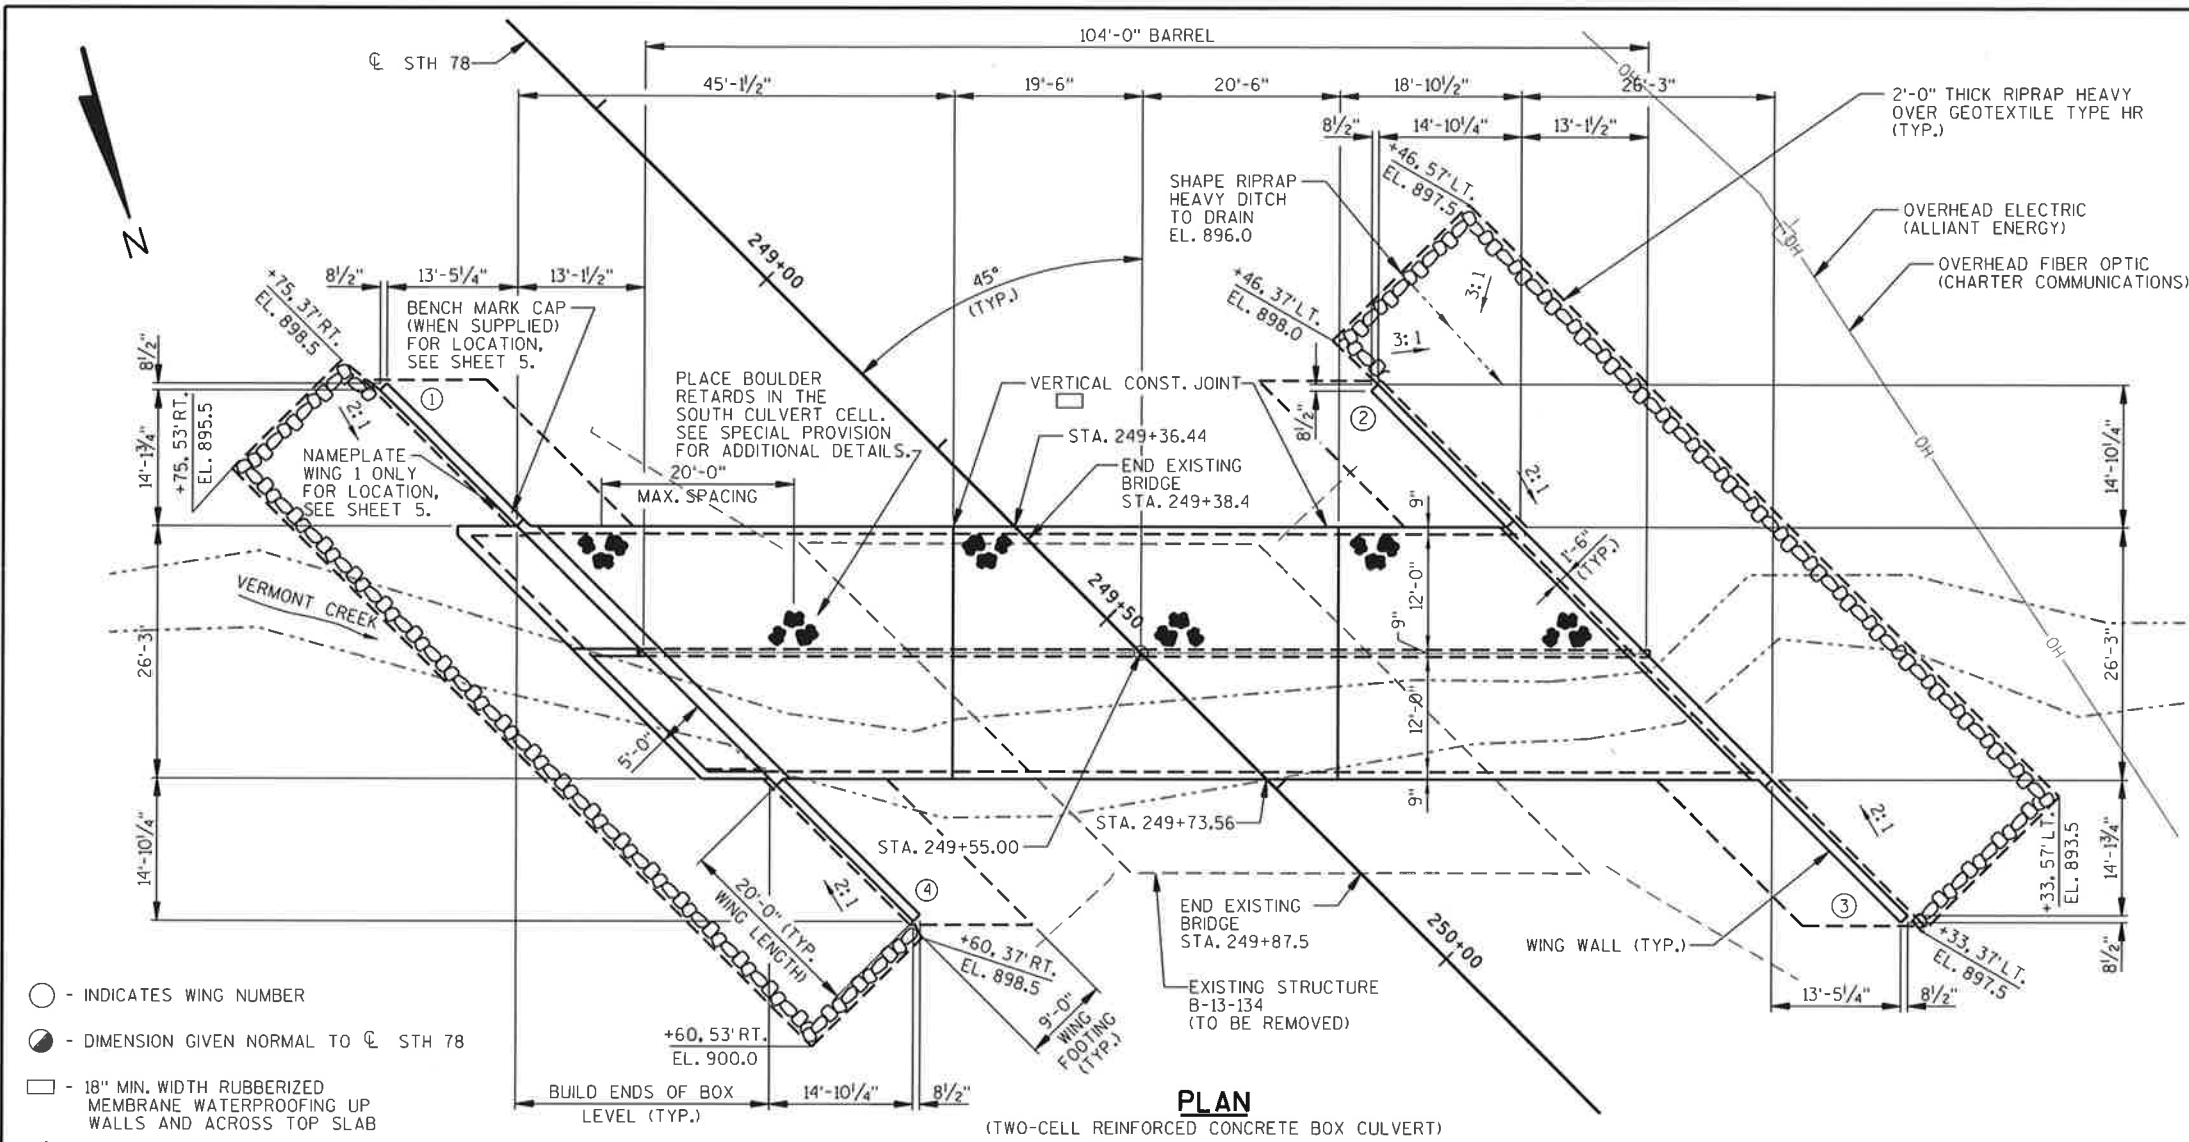 104'-0" BARREL
℄ STH 78
45'-1½"
19'-6"
20'-6"
18'-10½"
26'-3"
8½"
14'-10¼"
13'-1½"
2'-0" THICK RIPRAP HEAVY
OVER GEOTEXTILE TYPE HR
(TYP.)
N
+46, 57' LT.
EL. 897.5
SHAPE RIPRAP
HEAVY DITCH
TO DRAIN
EL. 896.0
OH
OH
OH
OH
OVERHEAD ELECTRIC
(ALLIANT ENERGY)
OVERHEAD FIBER OPTIC
(CHARTER COMMUNICATIONS)
249+00
45°
(TYP.)
+75, 37' RT.
EL. 898.5
8½"
13'-5¼"
13'-1½"
BENCH MARK CAP
(WHEN SUPPLIED)
FOR LOCATION,
SEE SHEET 5.
+46, 37' LT.
EL. 898.0
3:1
3:1
8½"
14'-1¾"
+75, 53' RT.
EL. 895.5
2:1
1
PLACE BOULDER
RETARDS IN THE
SOUTH CULVERT CELL.
SEE SPECIAL PROVISION
FOR ADDITIONAL DETAILS.
VERTICAL CONST. JOINT
2
8½"
14'-10¼"
NAMEPLATE
WING 1 ONLY
FOR LOCATION,
SEE SHEET 5.
20'-0"
MAX. SPACING
STA. 249+36.44
END EXISTING
BRIDGE
STA. 249+38.4
2:1
9"
1'-6"
(TYP.)
VERMONT CREEK
249+50
12'-0"
9"
26'-3"
26'-3"
5'-0"
12'-0"
9"
STA. 249+73.56
STA. 249+55.00
2:1
+33, 57' LT.
EL. 893.5
14'-1¾"
14'-10¼"
20'-0" (TYP.
WING LENGTH)
2:1
4
END EXISTING
BRIDGE
STA. 249+87.5
250+00
WING WALL (TYP.)
3
+33, 37' LT.
EL. 897.5
8½"
+60, 37' RT.
EL. 898.5
9'-0"
WING
FOOTING
(TYP.)
EXISTING STRUCTURE
B-13-134
(TO BE REMOVED)
13'-5¼"
8½"
- INDICATES WING NUMBER
- DIMENSION GIVEN NORMAL TO ℄ STH 78
- 18" MIN. WIDTH RUBBERIZED
MEMBRANE WATERPROOFING UP
WALLS AND ACROSS TOP SLAB
+60, 53' RT.
EL. 900.0
BUILD ENDS OF BOX
LEVEL (TYP.)
14'-10¼"
8½"
PLAN
(TWO-CELL REINFORCED CONCRETE BOX CULVERT)